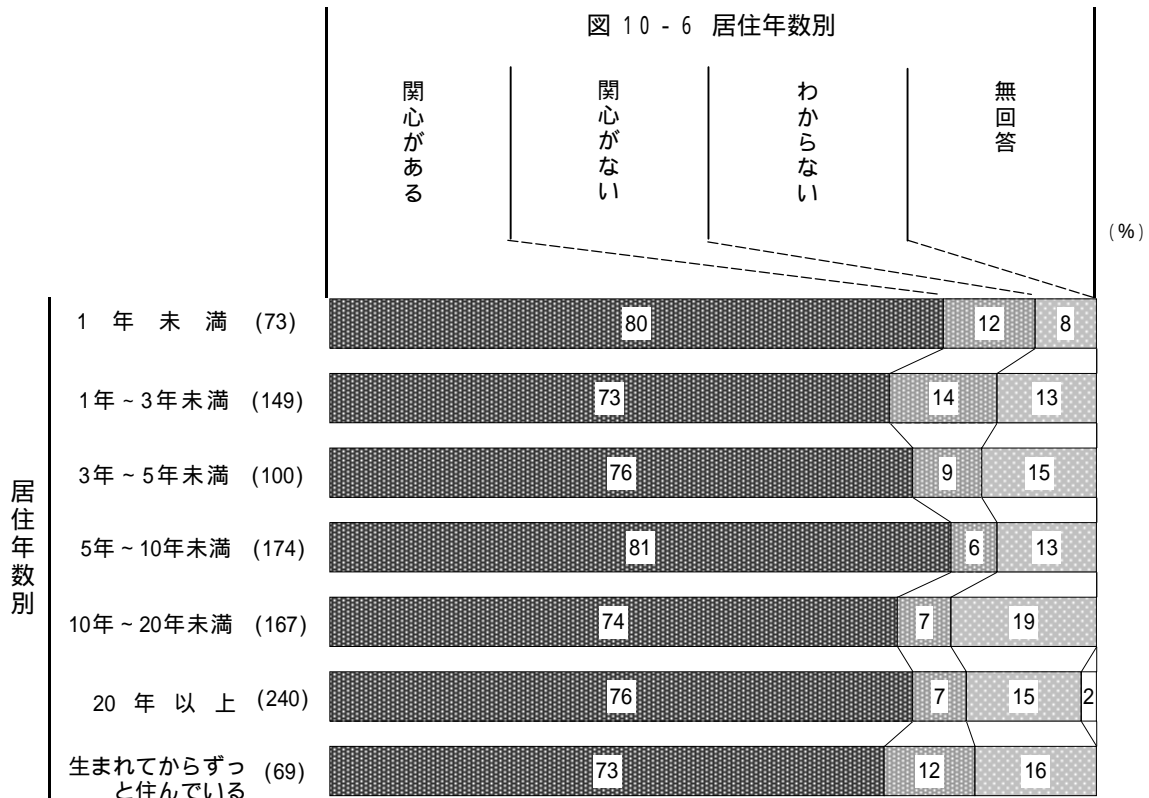 図 10 - 6 居住年数別
関心がある
関心がない
わからない
無回答
(%)
居住年数別
1 年 未 満 (73) 80 12 8
1年~3年未満 (149) 73 14 13
3年~5年未満 (100) 76 9 15
5年~10年未満 (174) 81 6 13
10年~20年未満 (167) 74 7 19
20 年 以 上 (240) 76 7 15 2
生まれてからずっ
と住んでいる
(69) 73 12 16